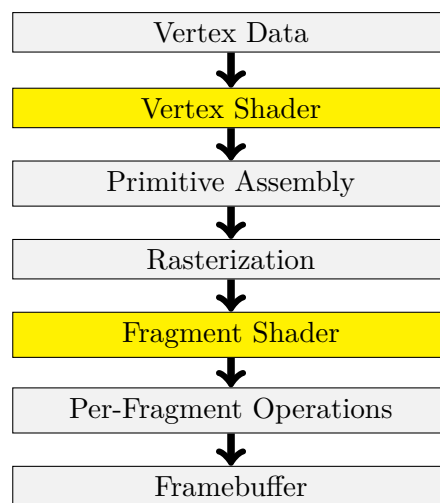 Vertex Data
Vertex Shader
Primitive Assembly
Rasterization
Fragment Shader
Per-Fragment Operations
Framebuffer